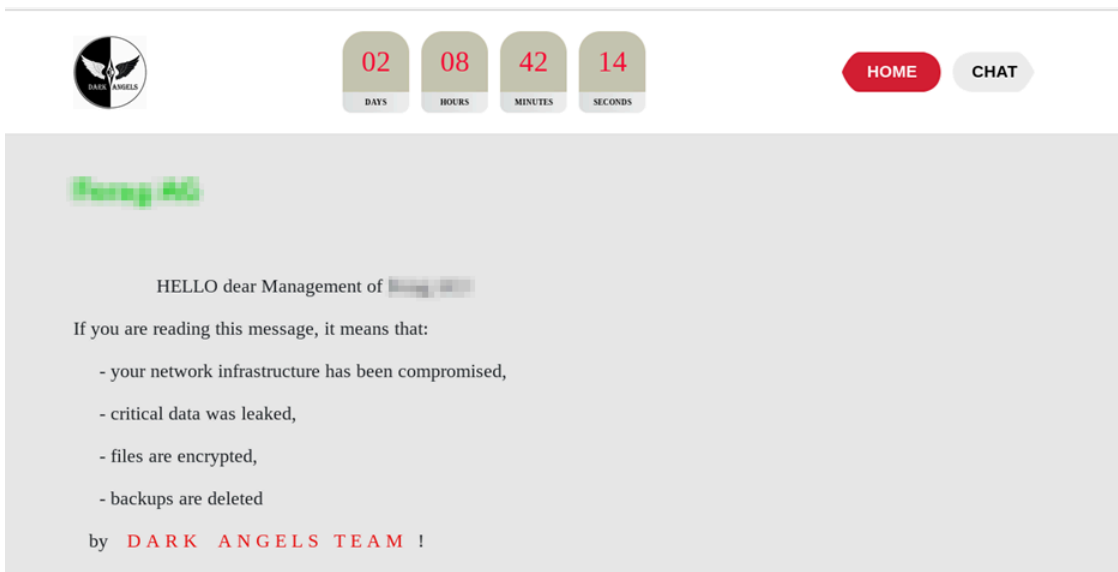 DARK ANGELS
02 08 42 14
DAYS HOURS MINUTES SECONDS
HOME CHAT
HELLO dear Management of
If you are reading this message, it means that:
- your network infrastructure has been compromised,
- critical data was leaked,
- files are encrypted,
- backups are deleted
by DARK ANGELS TEAM !